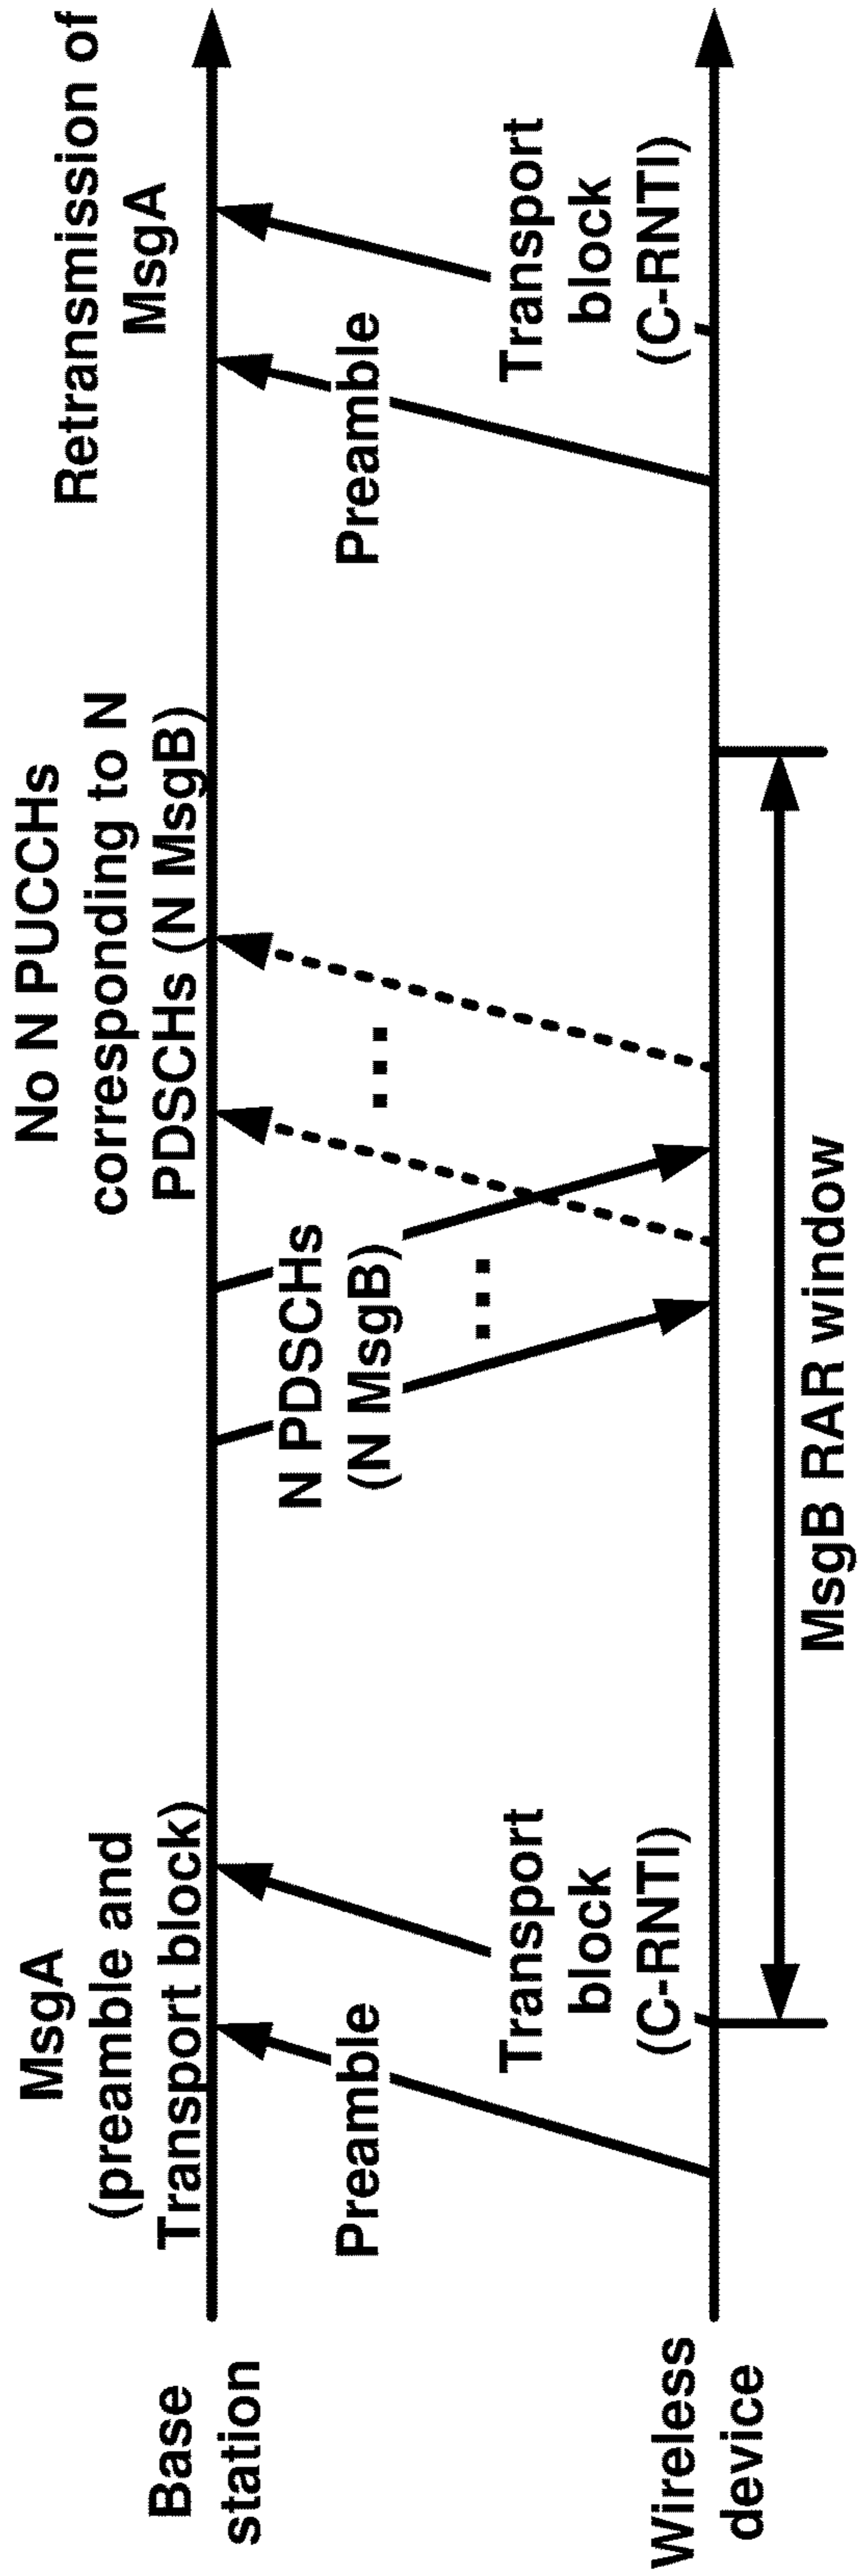 MsgA
(preamble and
Transport block)
No N PUCCHs
corresponding to N
PDSCHs (N MsgB)
Retransmission of
MsgA
Base
station
Preamble
Transport
block
(C-RNTI)
N PDSCHs
(N MsgB)
...
...
Preamble
Transport
block
(C-RNTI)
Wireless
device
MsgB RAR window